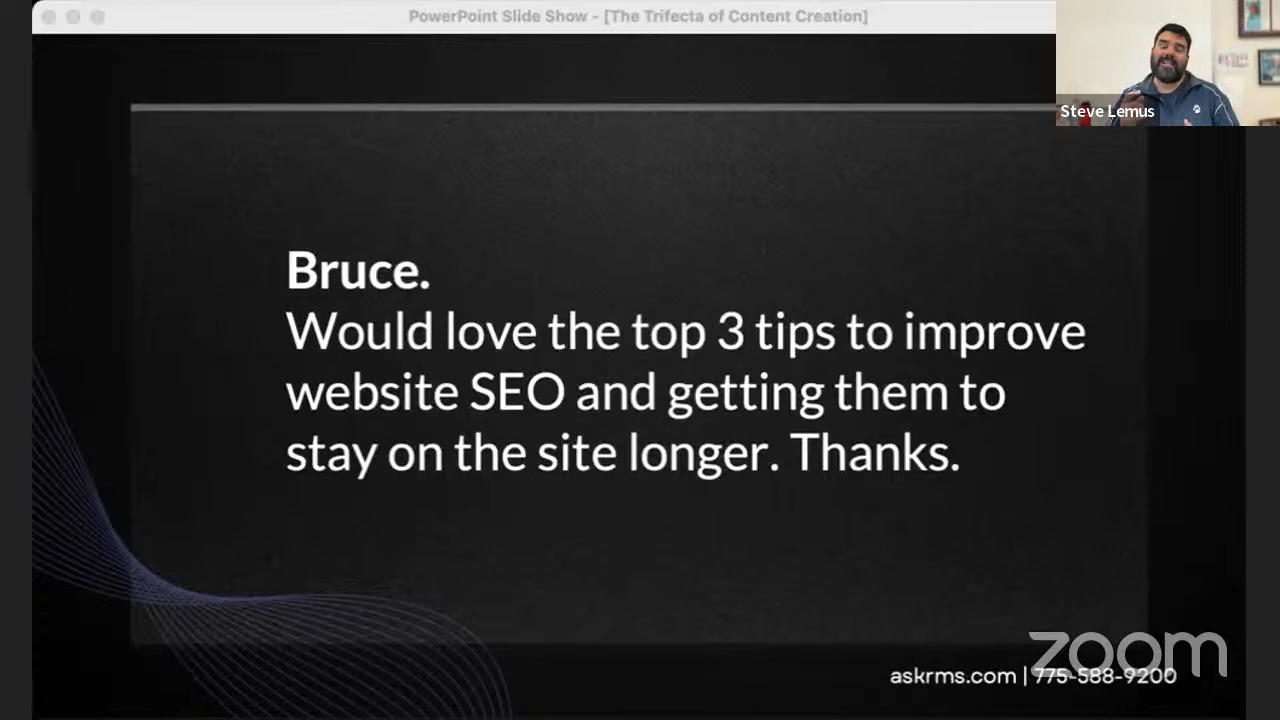 PowerPoint Slide Show - [The Trifecta of Content Creation]
Steve Lemus
Bruce.
Would love the top 3 tips to improve
website SEO and getting them to
stay on the site longer. Thanks.
zoom
askrms.com | 775-588-9200